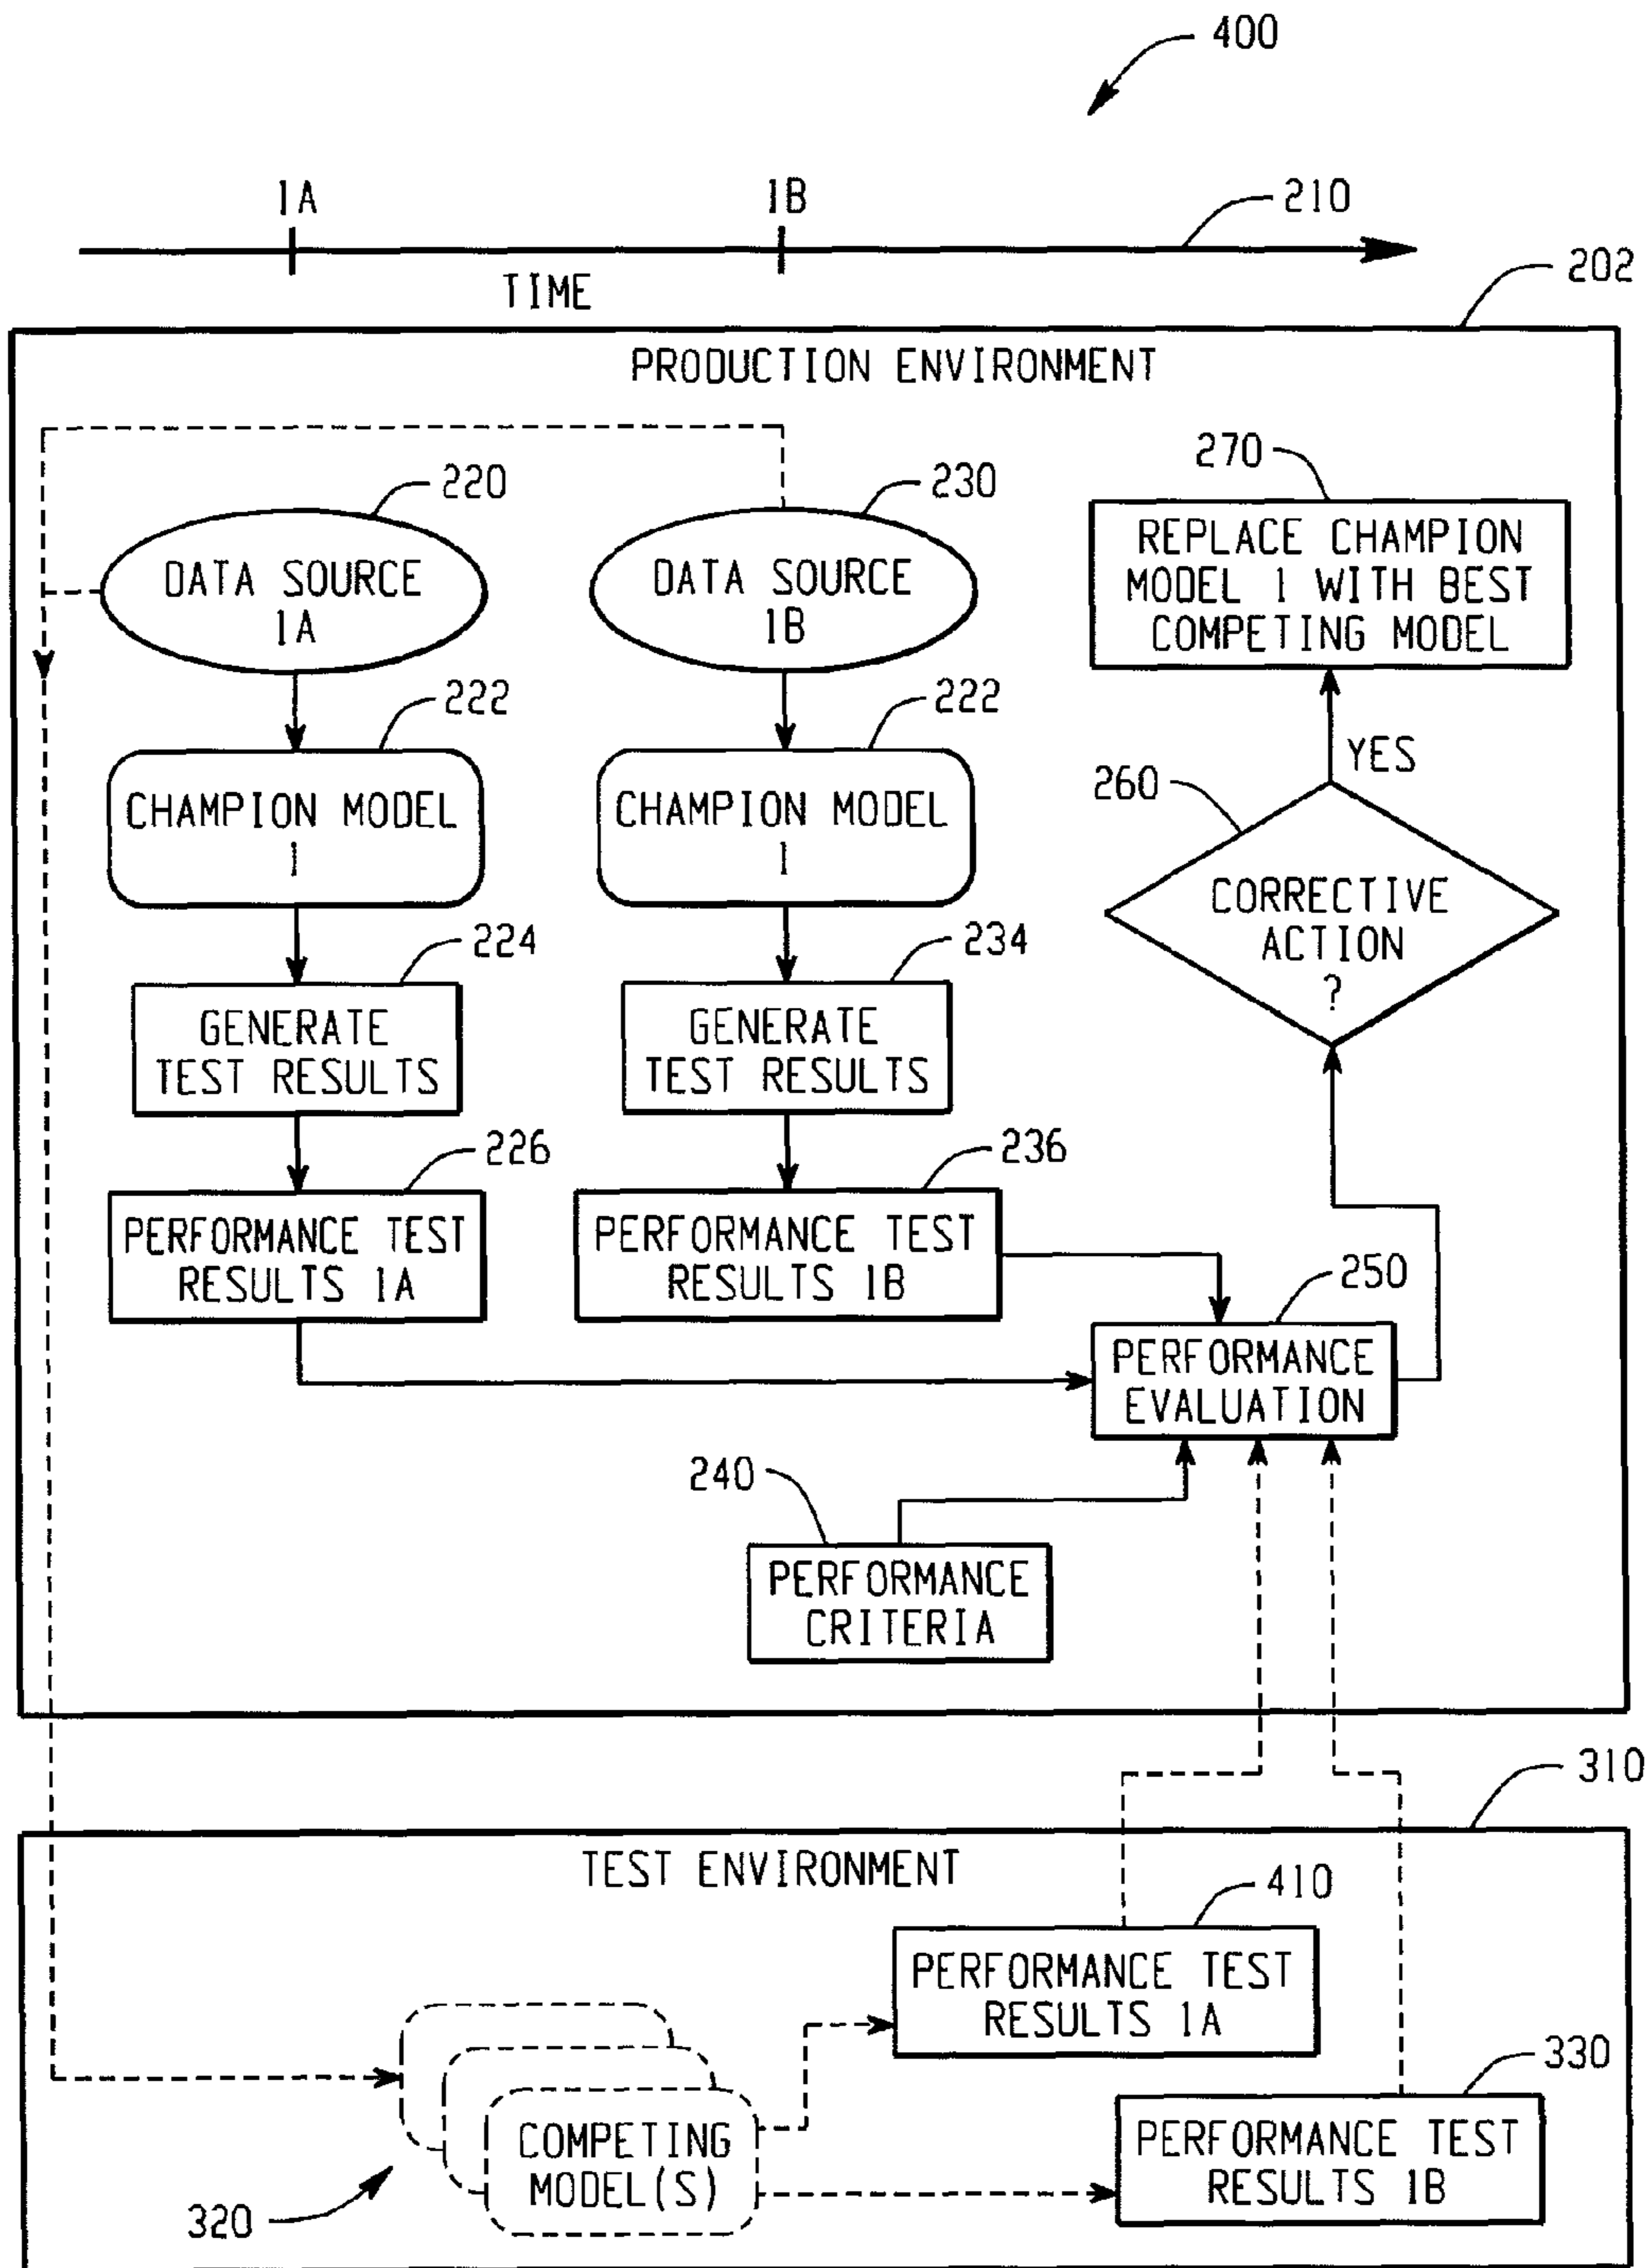 400
1A
1B
210
TIME
202
PRODUCTION ENVIRONMENT
220
230
270
DATA SOURCE
1A
DATA SOURCE
1B
REPLACE CHAMPION
MODEL 1 WITH BEST
COMPETING MODEL
222
222
YES
260
CHAMPION MODEL
1
CHAMPION MODEL
1
CORRECTIVE
ACTION
?
224
234
GENERATE
TEST RESULTS
GENERATE
TEST RESULTS
226
236
PERFORMANCE TEST
RESULTS 1A
PERFORMANCE TEST
RESULTS 1B
250
PERFORMANCE
EVALUATION
240
PERFORMANCE
CRITERIA
310
TEST ENVIRONMENT
410
PERFORMANCE TEST
RESULTS 1A
330
COMPETING
MODEL(S)
PERFORMANCE TEST
RESULTS 1B
320